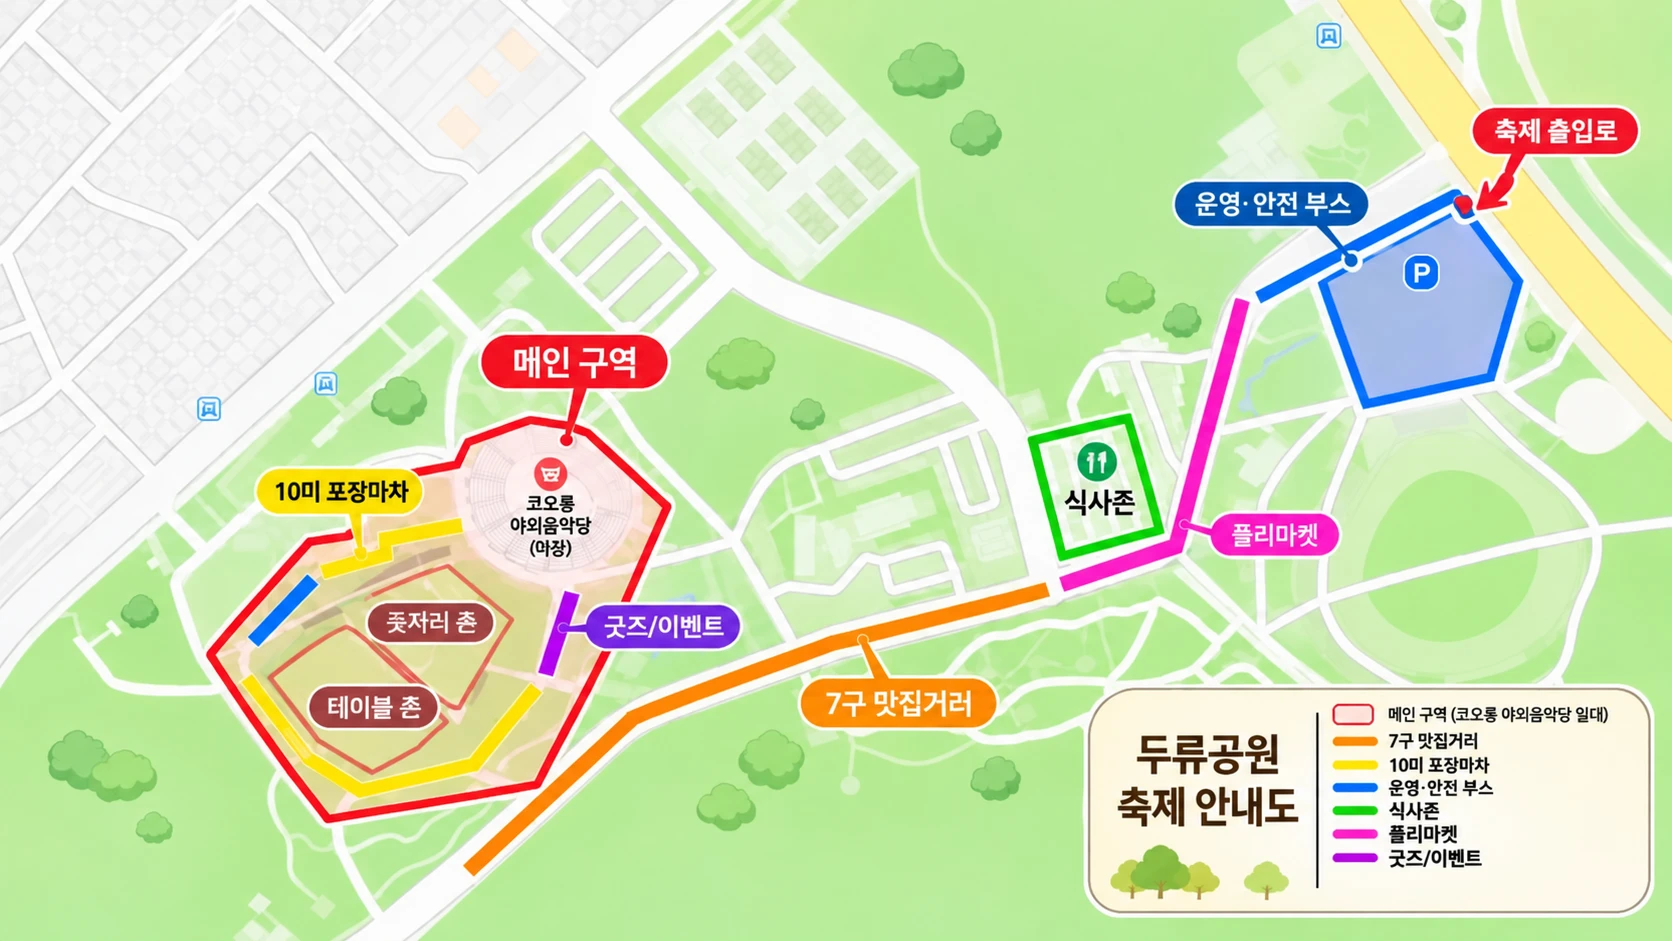 축제 츨입로
운영·안전 부스
P
메인 구역
10미 포장마차
코오롱
야외음악당
(마장)
식사존
플리마켓
돗자리 촌
굿즈/이벤트
테이블 촌
7구 맛집거러
두류공원
축제 안내도
메인 구역 (코오롱 야외음악당 일대)
7구 맛집거러
10미 포장마차
운영·안전 부스
식사존
플리마켓
굿즈/이벤트